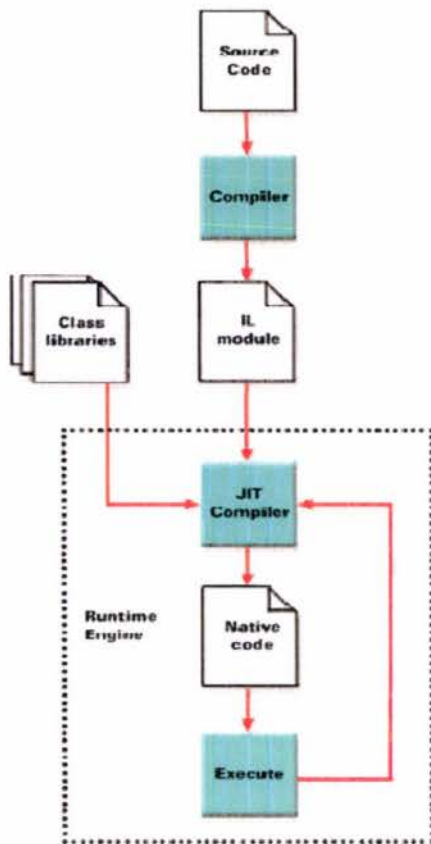 Source
Code
Compiler
Class
libraries
IL
module
JIT
Compiler
Runtime
Engine
Native
code
Execute